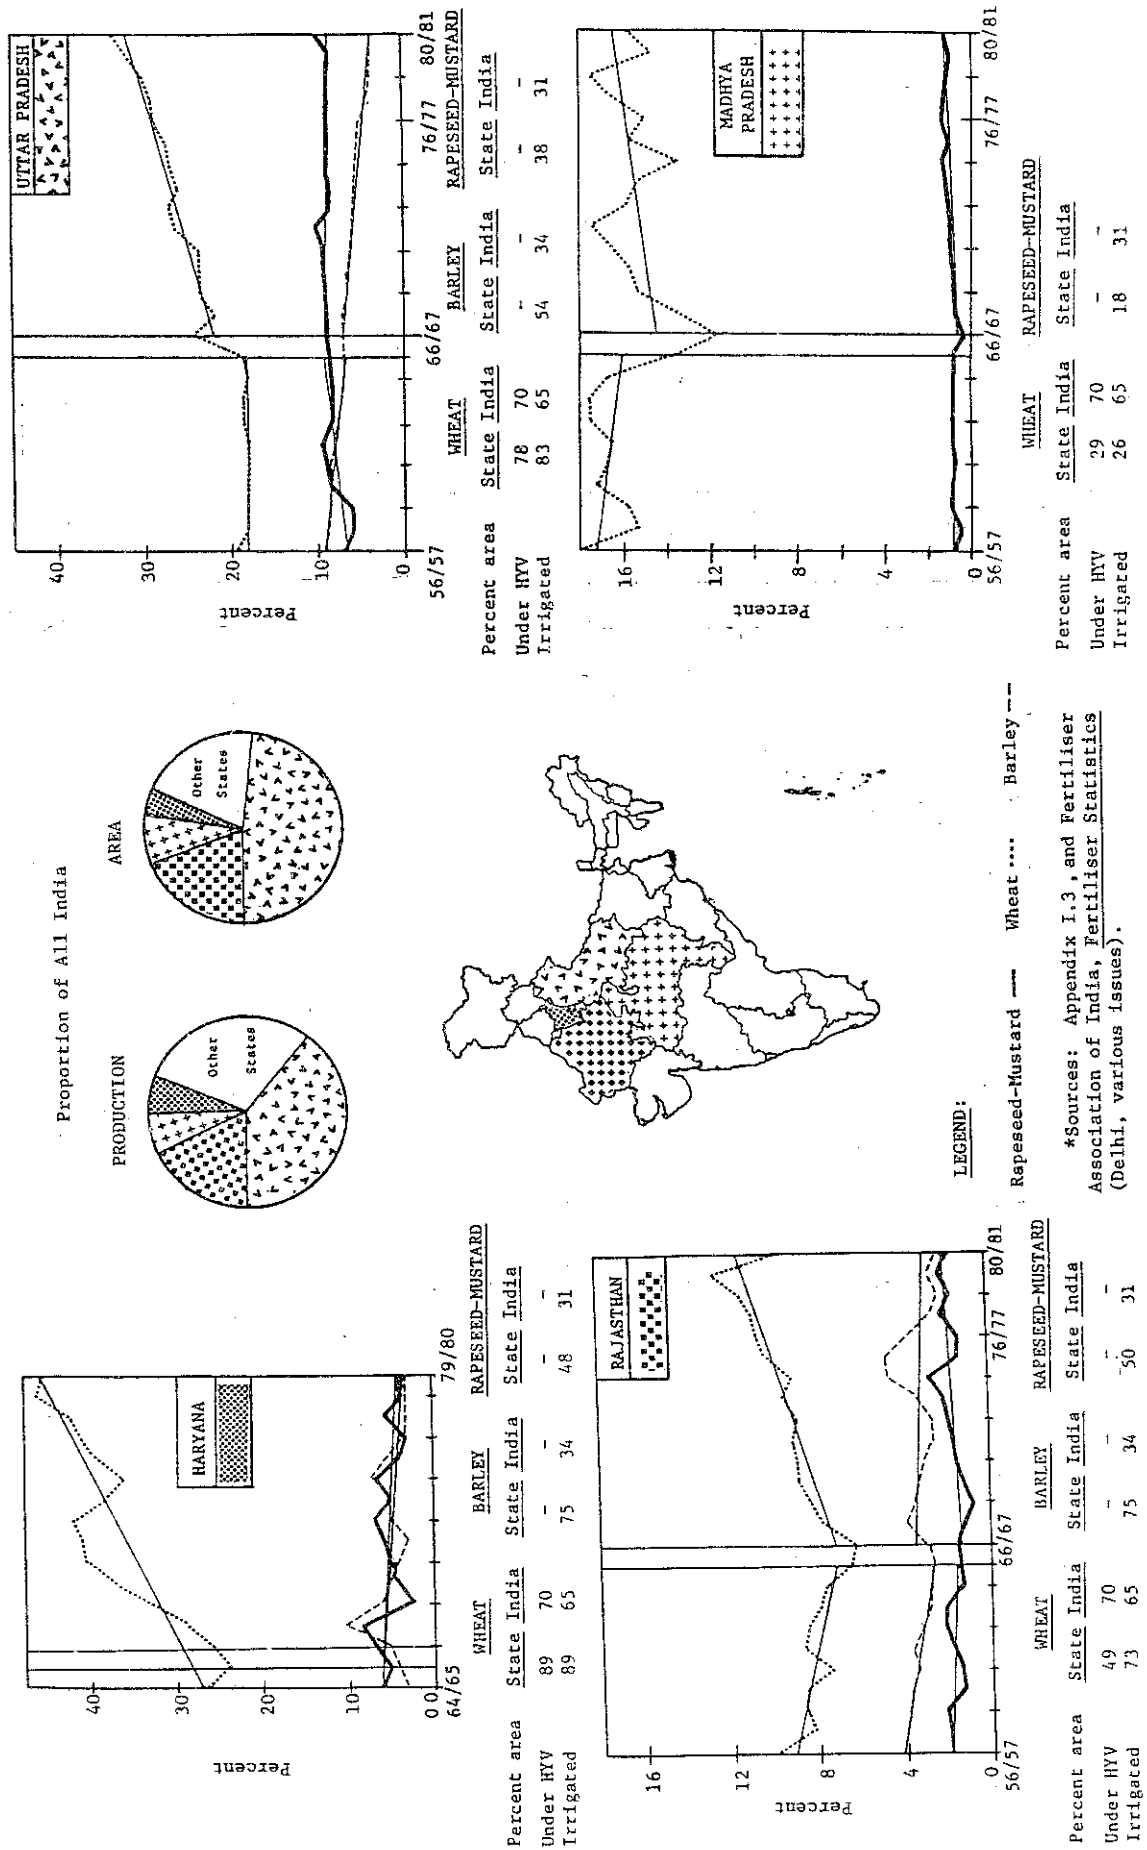 Percent
40
30
20
10
0
0
64/65
79/80
HARYANA
WHEAT
BARLEY
RAPESEED-MUSTARD
Percent area State India State India State India
Under HYV 89 70 - - - -
Irrigated 89 65 75 34 48 31
Proportion of All India
PRODUCTION
AREA
Other
States
Other
States
Percent
40
30
20
10
0
56/57
66/67
76/77
80/81
UTTAR PRADESH
WHEAT
BARLEY
RAPESEED-MUSTARD
Percent area State India State India State India
Under HYV 78 70 - - - -
Irrigated 83 65 54 34 38 31
Percent
16
12
8
4
0
56/57
66/67
76/77
80/81
RAJASTHAN
WHEAT
BARLEY
RAPESEED-MUSTARD
Percent area State India State India State India
Under HYV 49 70 - - - -
Irrigated 73 65 75 34 50 31
LEGEND:
Rapeseed-Mustard —— Wheat .... Barley --
*Sources: Appendix I.3, and Fertiliser
Association of India, Fertiliser Statistics
(Delhi, various issues).
Percent
16
12
8
4
0
56/57
66/67
76/77
80/81
MADHYA
PRADESH
WHEAT
RAPESEED-MUSTARD
Percent area State India State India
Under HYV 29 70 - -
Irrigated 26 65 18 31